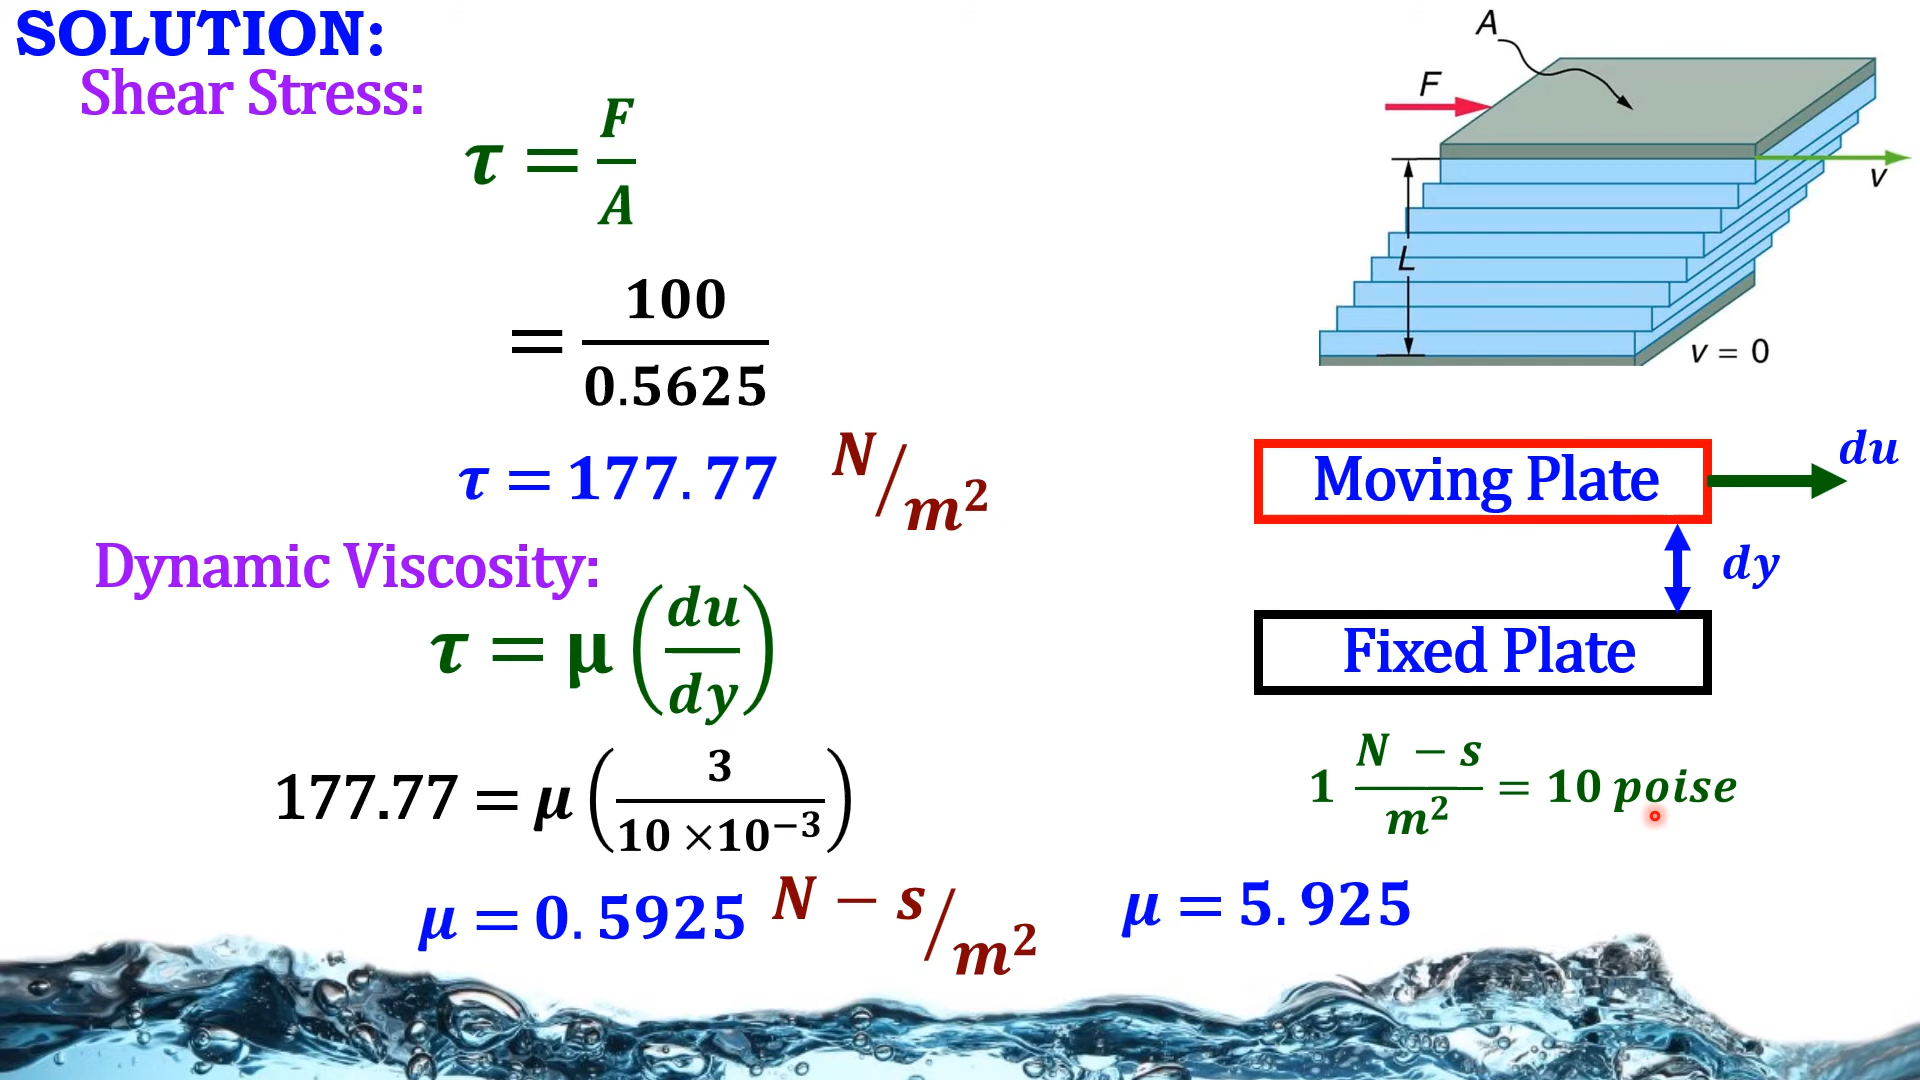 SOLUTION:
Shear Stress:
τ = F/A
= 100/0.5625
τ = 177.77 N/m²
Dynamic Viscosity:
τ = μ (du/dy)
177.77 = μ (3/10 ×10⁻³)
μ = 0.5925 N − s/m²
μ = 5.925
A
F
v
L
v = 0
Moving Plate
du
dy
Fixed Plate
1 N − s/m² = 10 poise